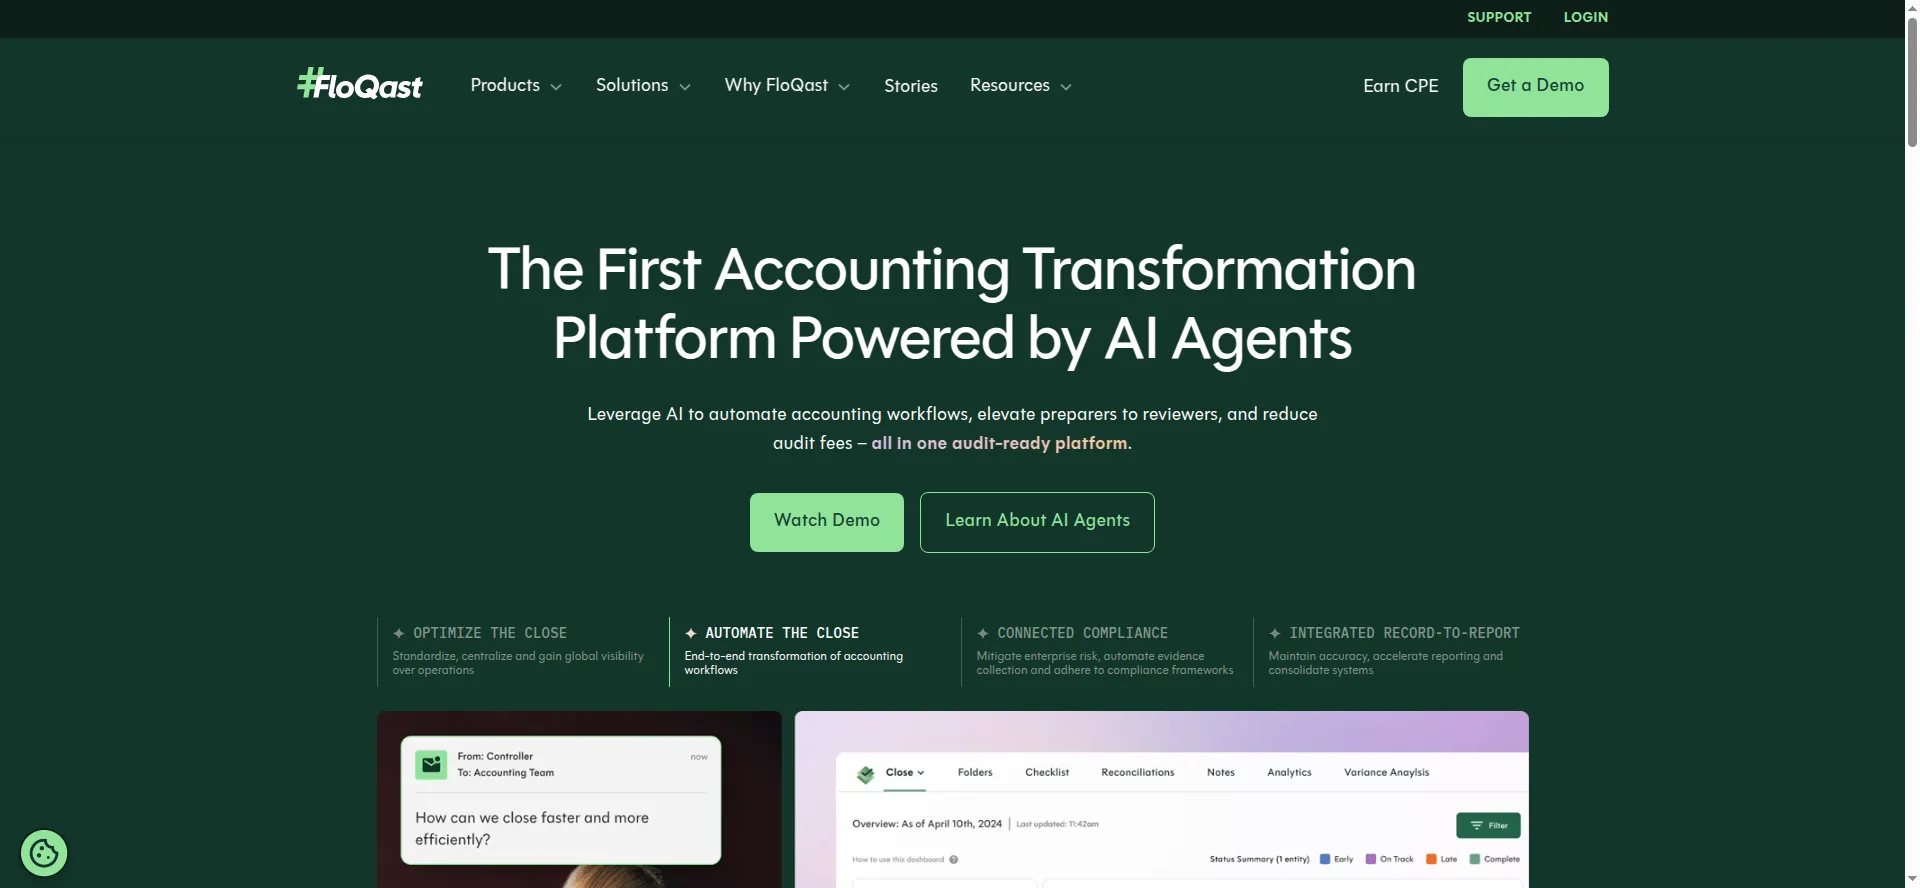 SUPPORT LOGIN
#FloQast Products Solutions Why FloQast Stories Resources Earn CPE Get a Demo
The First Accounting Transformation
Platform Powered by AI Agents
Leverage AI to automate accounting workflows, elevate preparers to reviewers, and reduce
audit fees – all in one audit-ready platform.
Watch Demo Learn About AI Agents
OPTIMIZE THE CLOSE
Standardize, centralize and gain global visibility
over operations
AUTOMATE THE CLOSE
End-to-end transformation of accounting
workflows
CONNECTED COMPLIANCE
Mitigate enterprise risk, automate evidence
collection and adhere to compliance frameworks
INTEGRATED RECORD-TO-REPORT
Maintain accuracy, accelerate reporting and
consolidate systems
From: Controller now
To: Accounting Team
How can we close faster and more
efficiently?
Close Folders Checklist Reconciliations Notes Analytics Variance Anaylsis
Overview: As of April 10th, 2024 | Last updated: 11:42am
Filter
How to use this dashboard ?
Status Summary (1 entity) Early On Track Late Complete